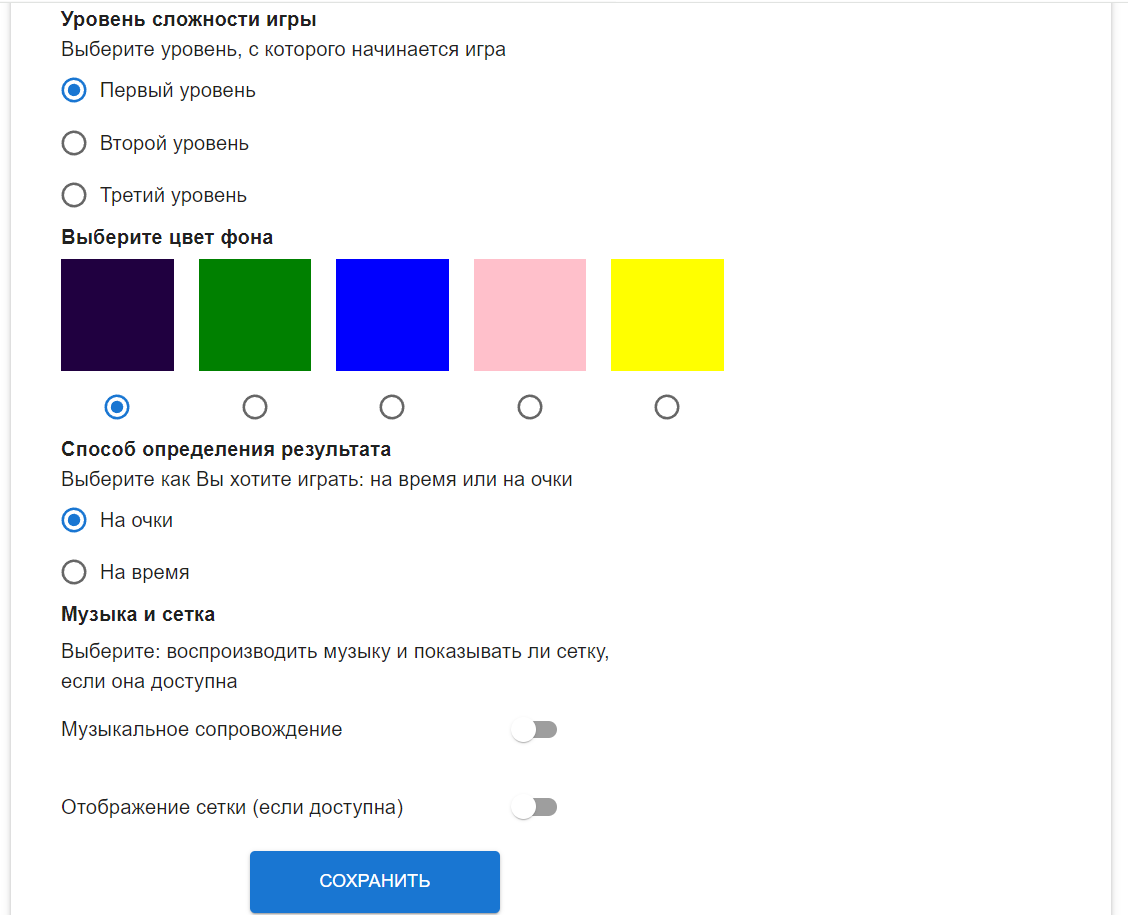 Уровень сложности игры
Выберите уровень, с которого начинается игра
Первый уровень
Второй уровень
Третий уровень
Выберите цвет фона
Способ определения результата
Выберите как Вы хотите играть: на время или на очки
На очки
На время
Музыка и сетка
Выберите: воспроизводить музыку и показывать ли сетку,
если она доступна
Музыкальное сопровождение
Отображение сетки (если доступна)
СОХРАНИТЬ